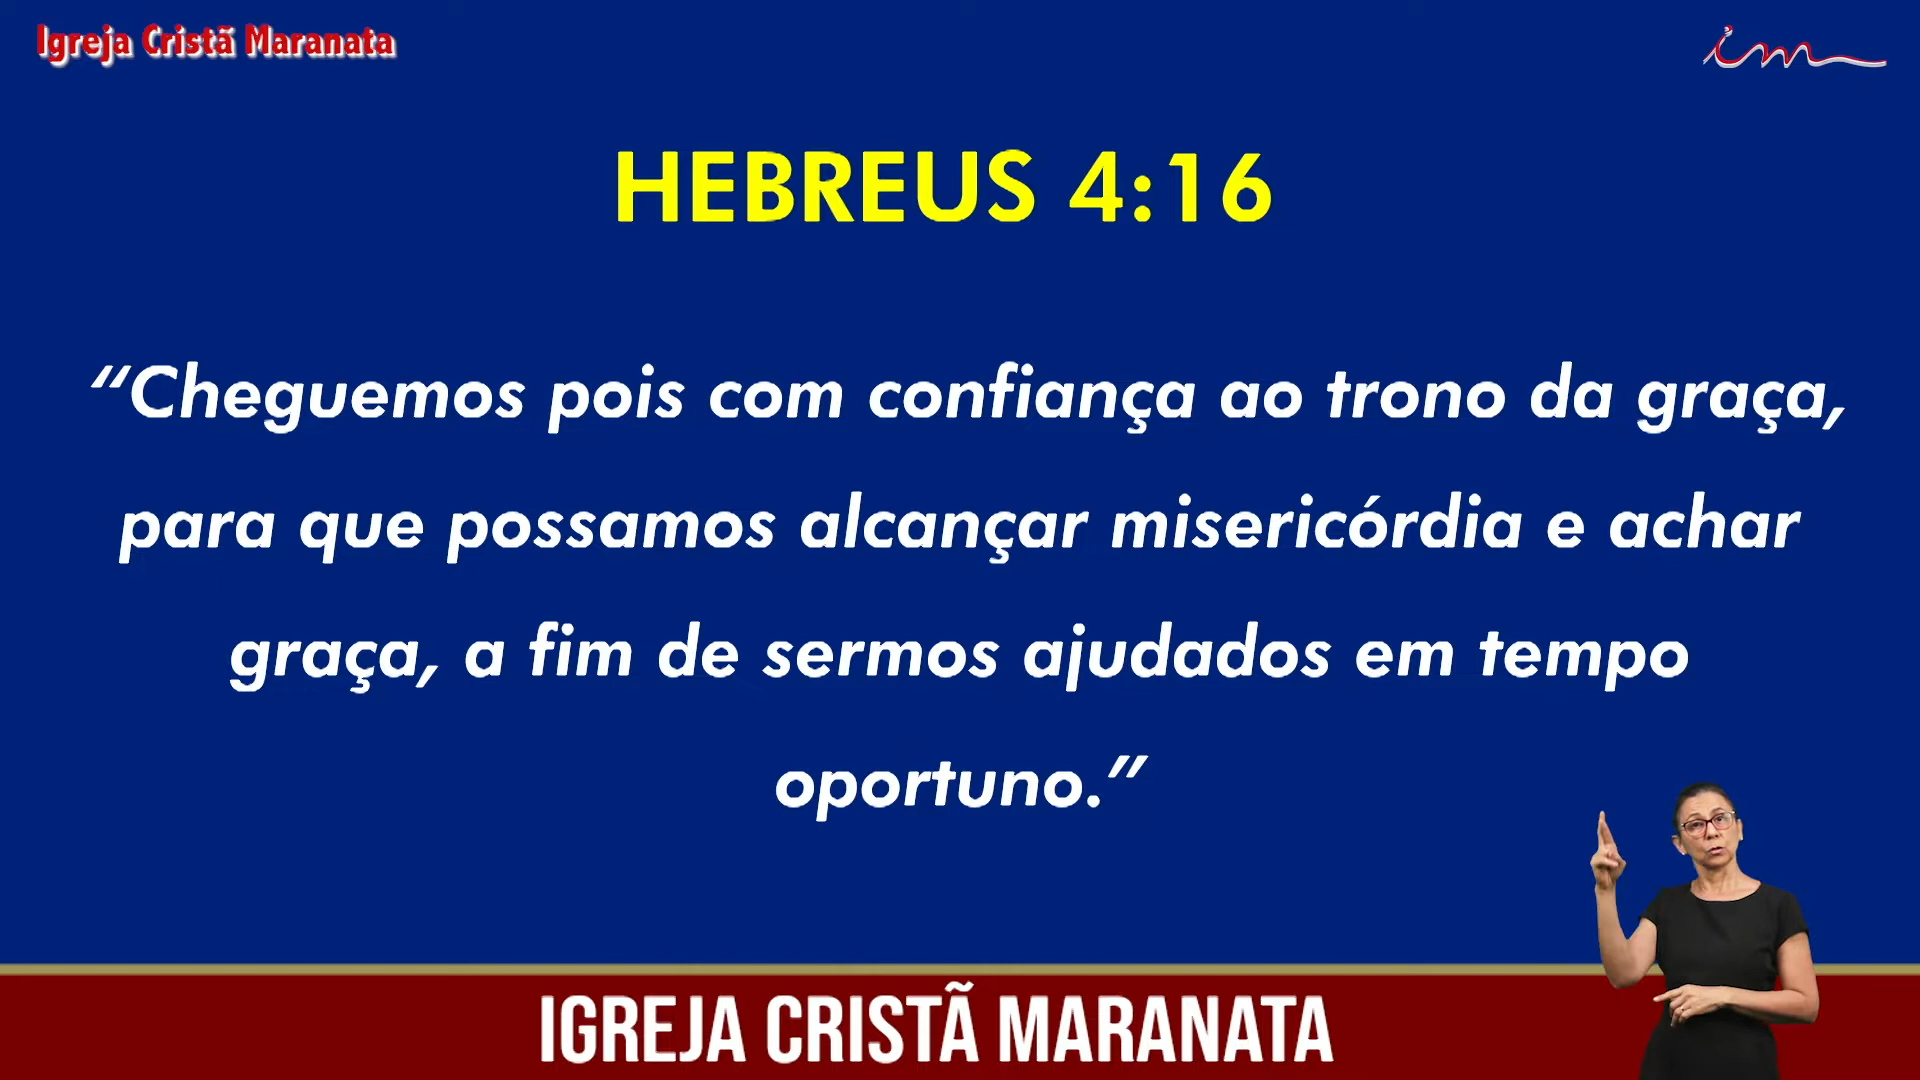 Igreja Cristã Maranata
im
HEBREUS 4:16
“Cheguemos pois com confiança ao trono da graça,
para que possamos alcançar misericórdia e achar
graça, a fim de sermos ajudados em tempo
oportuno.”
IGREJA CRISTÃ MARANATA